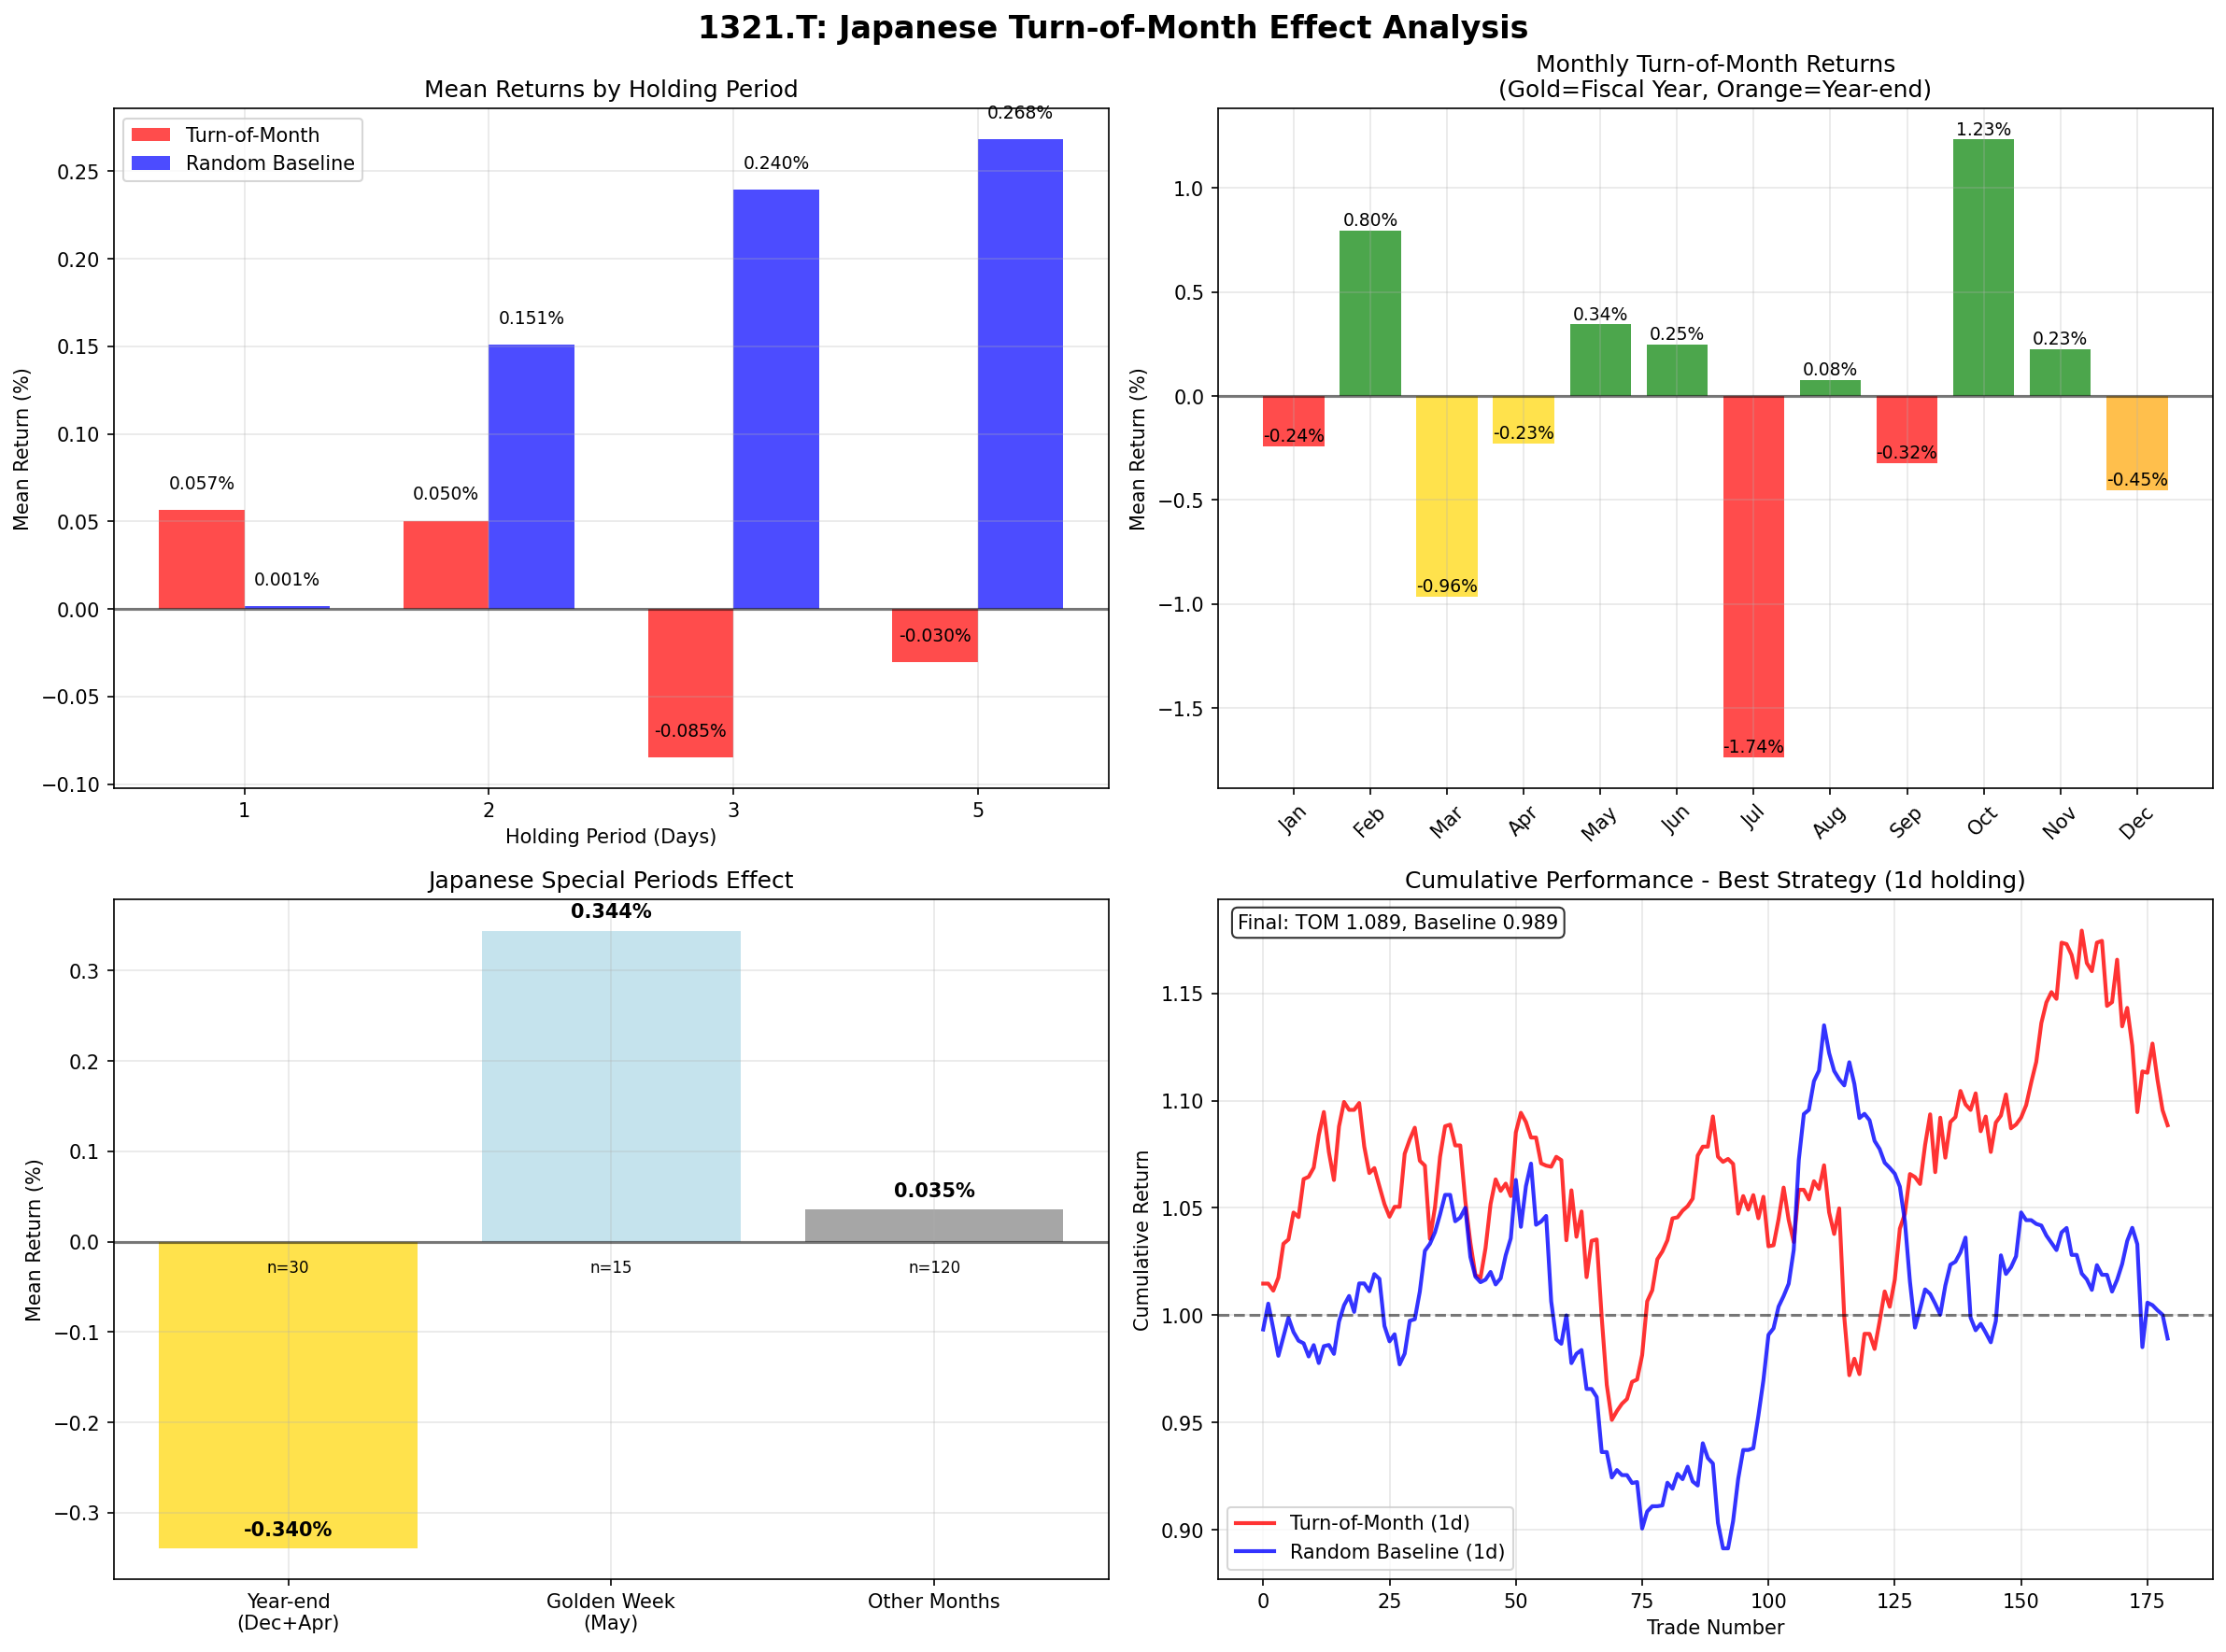 1321.T: Japanese Turn-of-Month Effect Analysis
Mean Returns by Holding Period
Turn-of-Month
Random Baseline
0.057%
0.001%
0.050%
0.151%
-0.085%
0.240%
-0.030%
0.268%
0.25
0.20
0.15
0.10
0.05
0.00
−0.05
−0.10
Mean Return (%)
1 2 3 5
Holding Period (Days)
Monthly Turn-of-Month Returns
(Gold=Fiscal Year, Orange=Year-end)
-0.24%
0.80%
-0.96%
-0.23%
0.34%
0.25%
-1.74%
0.08%
-0.32%
1.23%
0.23%
-0.45%
1.0
0.5
0.0
−0.5
−1.0
−1.5
Mean Return (%)
Jan Feb Mar Apr May Jun Jul Aug Sep Oct Nov Dec
Japanese Special Periods Effect
-0.340%
0.344%
0.035%
n=30
n=15
n=120
0.3
0.2
0.1
0.0
−0.1
−0.2
−0.3
Mean Return (%)
Year-end
(Dec+Apr)
Golden Week
(May)
Other Months
Cumulative Performance - Best Strategy (1d holding)
Final: TOM 1.089, Baseline 0.989
1.15
1.10
1.05
1.00
0.95
0.90
Cumulative Return
Turn-of-Month (1d)
Random Baseline (1d)
0 25 50 75 100 125 150 175
Trade Number